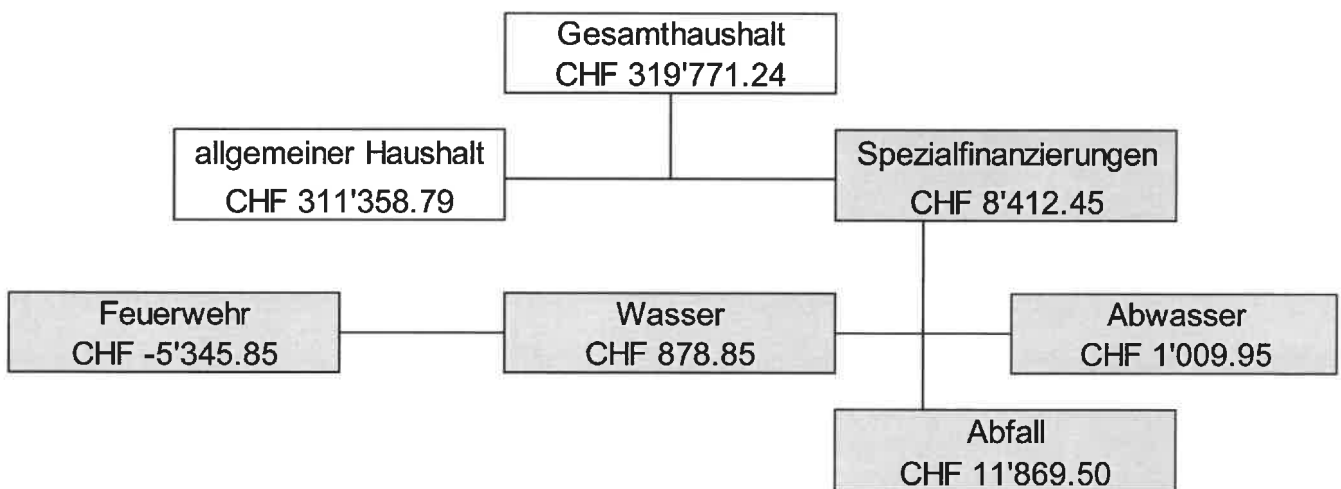 Gesamthaushalt
CHF 319'771.24
allgemeiner Haushalt
CHF 311'358.79
Spezialfinanzierungen
CHF 8'412.45
Feuerwehr
CHF -5'345.85
Wasser
CHF 878.85
Abwasser
CHF 1'009.95
Abfall
CHF 11'869.50